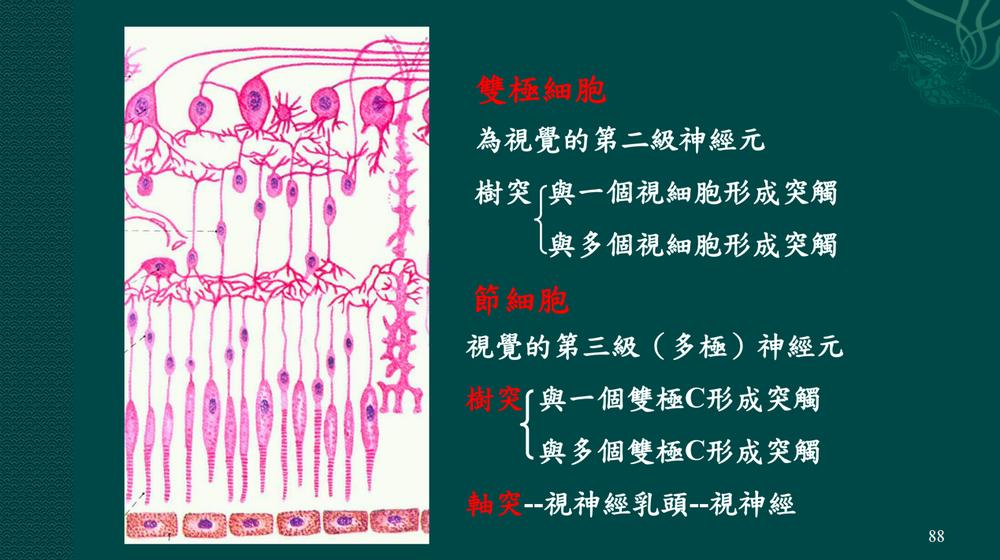 雙極細胞
為視覺的第二級神經元
樹突 與一個視細胞形成突觸
與多個視細胞形成突觸
節細胞
視覺的第三級（多極）神經元
樹突 與一個雙極C形成突觸
與多個雙極C形成突觸
軸突--視神經乳頭--視神經
88